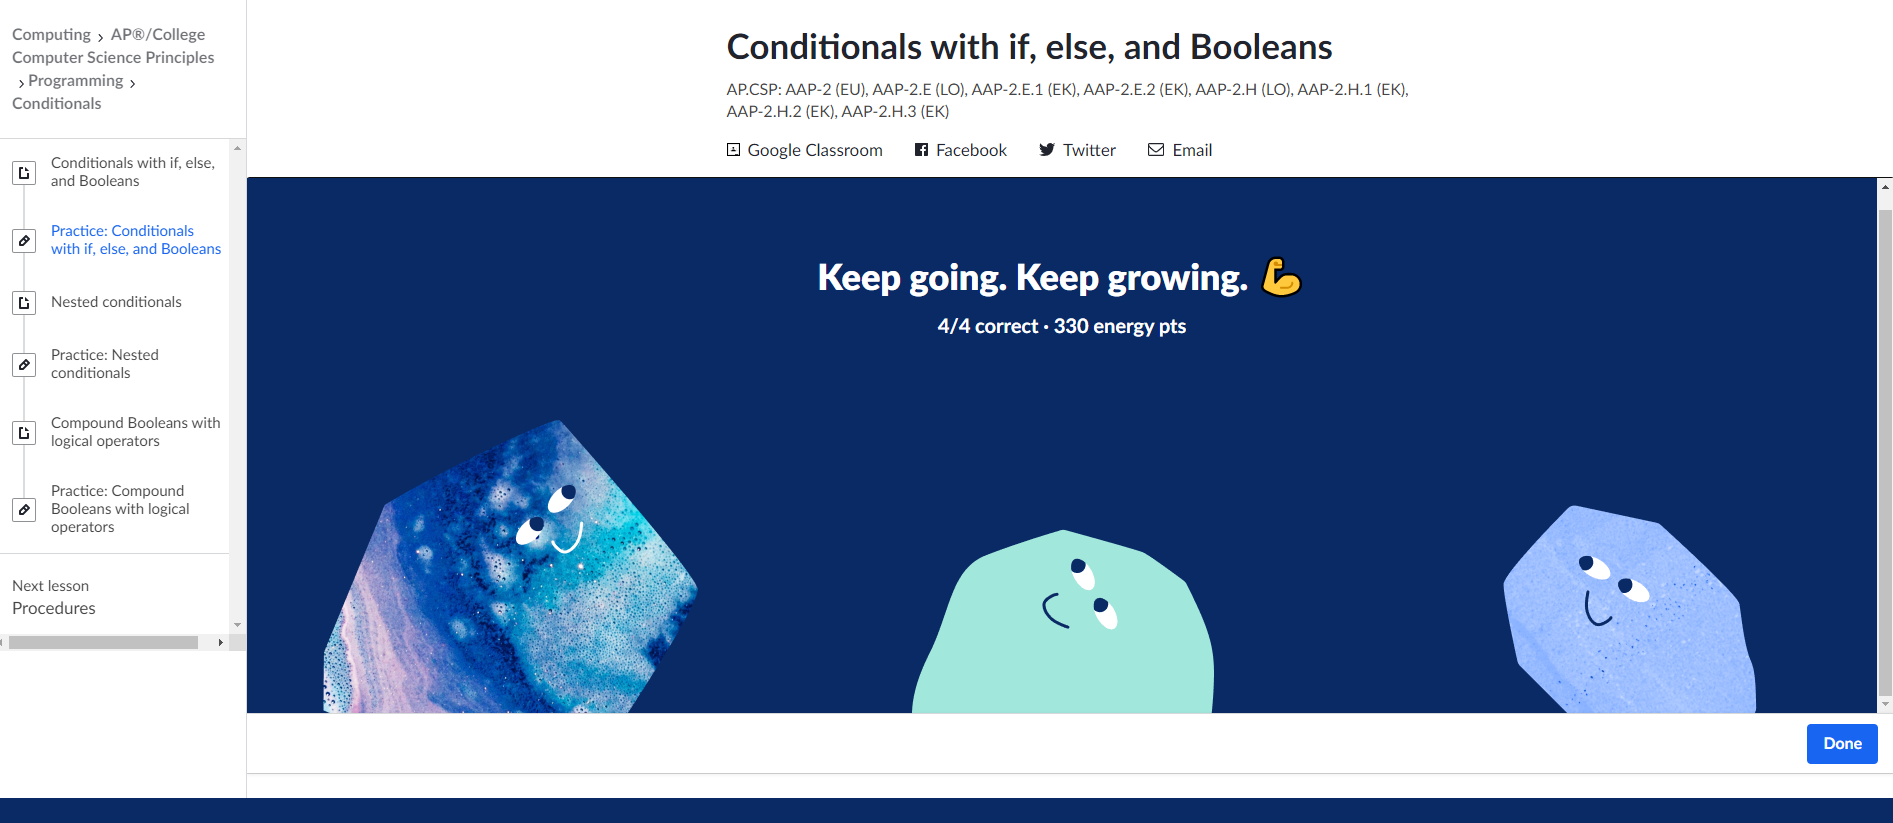 Computing > AP®/College
Computer Science Principles
> Programming >
Conditionals
Conditionals with if, else,
and Booleans
Practice: Conditionals
with if, else, and Booleans
Nested conditionals
Practice: Nested
conditionals
Compound Booleans with
logical operators
Practice: Compound
Booleans with logical
operators
Next lesson
Procedures
Conditionals with if, else, and Booleans
AP.CSP: AAP-2 (EU), AAP-2.E (LO), AAP-2.E.1 (EK), AAP-2.E.2 (EK), AAP-2.H (LO), AAP-2.H.1 (EK),
AAP-2.H.2 (EK), AAP-2.H.3 (EK)
Google Classroom Facebook Twitter Email
Keep going. Keep growing. 💪
4/4 correct · 330 energy pts
Done